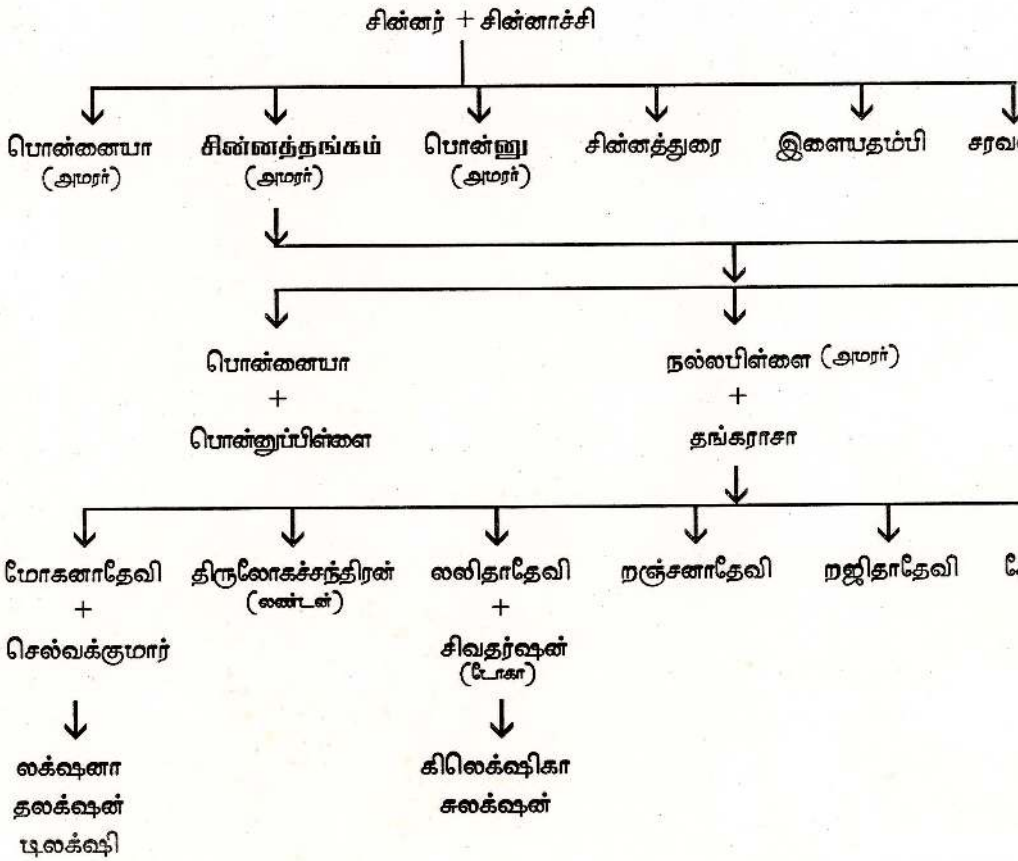 சின்னர் + சின்னாச்சி
பொன்னையா சின்னத்தங்கம் பொன்னு சின்னத்துரை இளையதம்பி
(அமரர்) (அமரர்) (அமரர்)
பொன்னையா நல்லபிள்ளை (அமரர்)
+ +
பொன்னுப்பிள்ளை தங்கராசா
மோகனாதேவி திருலோகச்சந்திரன் லலிதாதேவி றஞ்சனாதேவி றஜிதாதேவி
(லண்டன்)
+ +
செல்வக்குமார் சிவதர்ஷன்
(டோகா)
லக்ஷனா கிலெக்ஷிகா
தலக்ஷன் சுலக்ஷன்
டிலக்ஷி